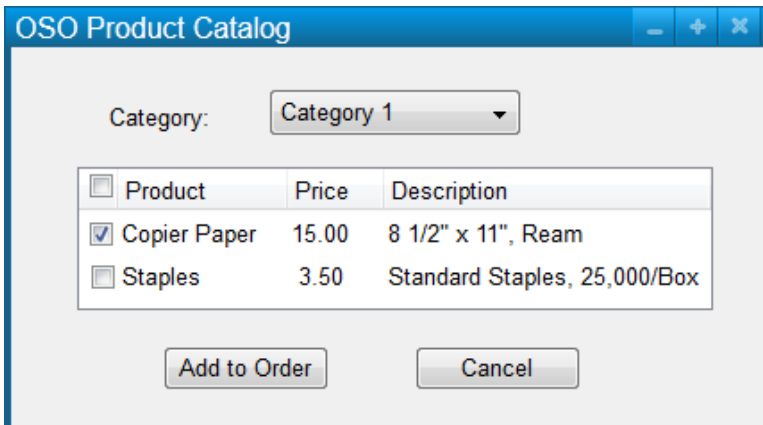 OSO Product Catalog
Category: Category 1
Product Price Description
Copier Paper 15.00 8 1/2" x 11", Ream
Staples 3.50 Standard Staples, 25,000/Box
Add to Order Cancel